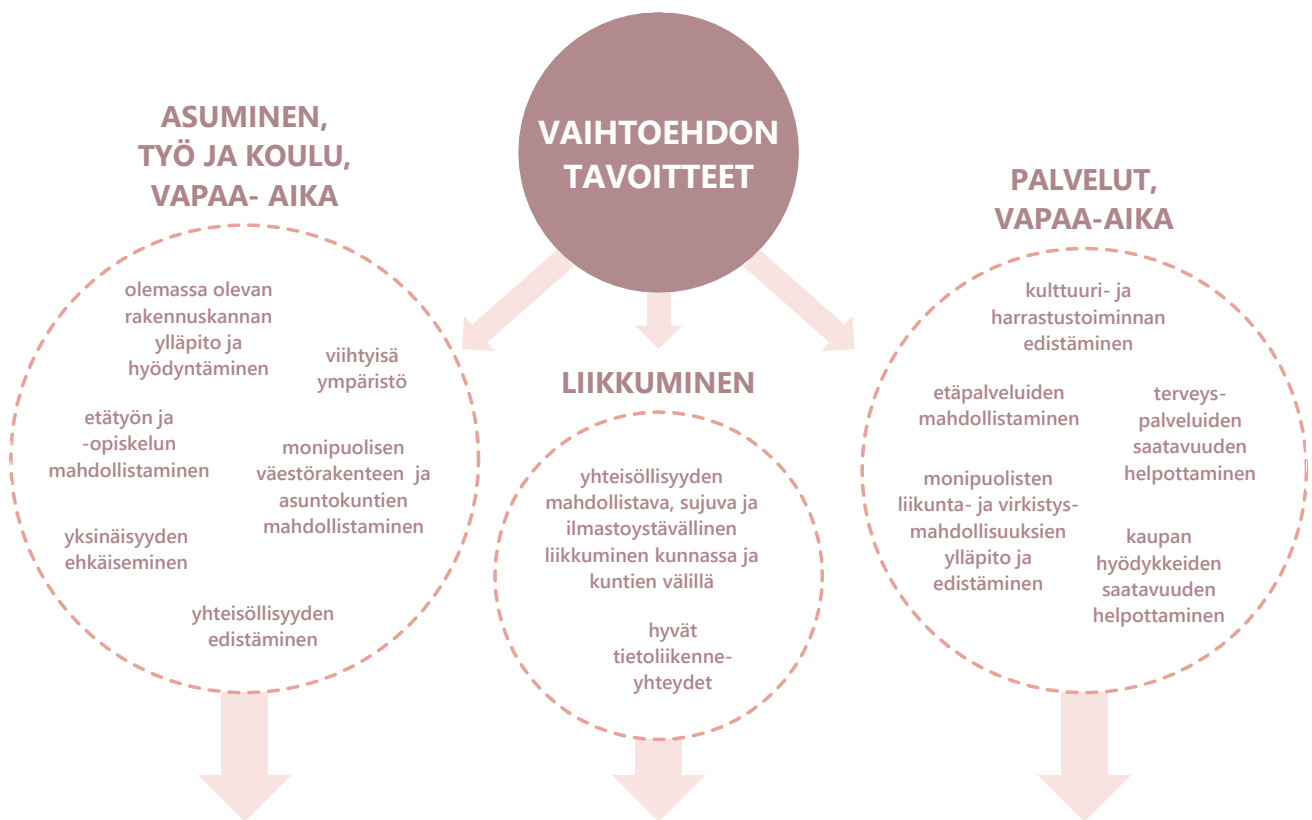 VAIHTOEHDON
TAVOITTEET
ASUMINEN,
TYÖ JA KOULU,
VAPAA- AIKA
olemassa olevan
rakennuskannan
ylläpito ja
hyödyntäminen
viihtyisä
ympäristö
etätyön ja
-opiskelun
mahdollistaminen
monipuolisen
väestörakenteen ja
asuntokuntien
mahdollistaminen
yksinäisyyden
ehkäiseminen
yhteisöllisyyden
edistäminen
LIIKKUMINEN
yhteisöllisyyden
mahdollistava, sujuva ja
ilmastoystävällinen
liikkuminen kunnassa ja
kuntien välillä
hyvät
tietoliikenne-
yhteydet
PALVELUT,
VAPAA-AIKA
kulttuuri- ja
harrastustoiminnan
edistäminen
etäpalveluiden
mahdollistaminen
terveys-
palveluiden
saatavuuden
helpottaminen
monipuolisten
liikunta- ja virkistys-
mahdollisuuksien
ylläpito ja
edistäminen
kaupan
hyödykkeiden
saatavuuden
helpottaminen